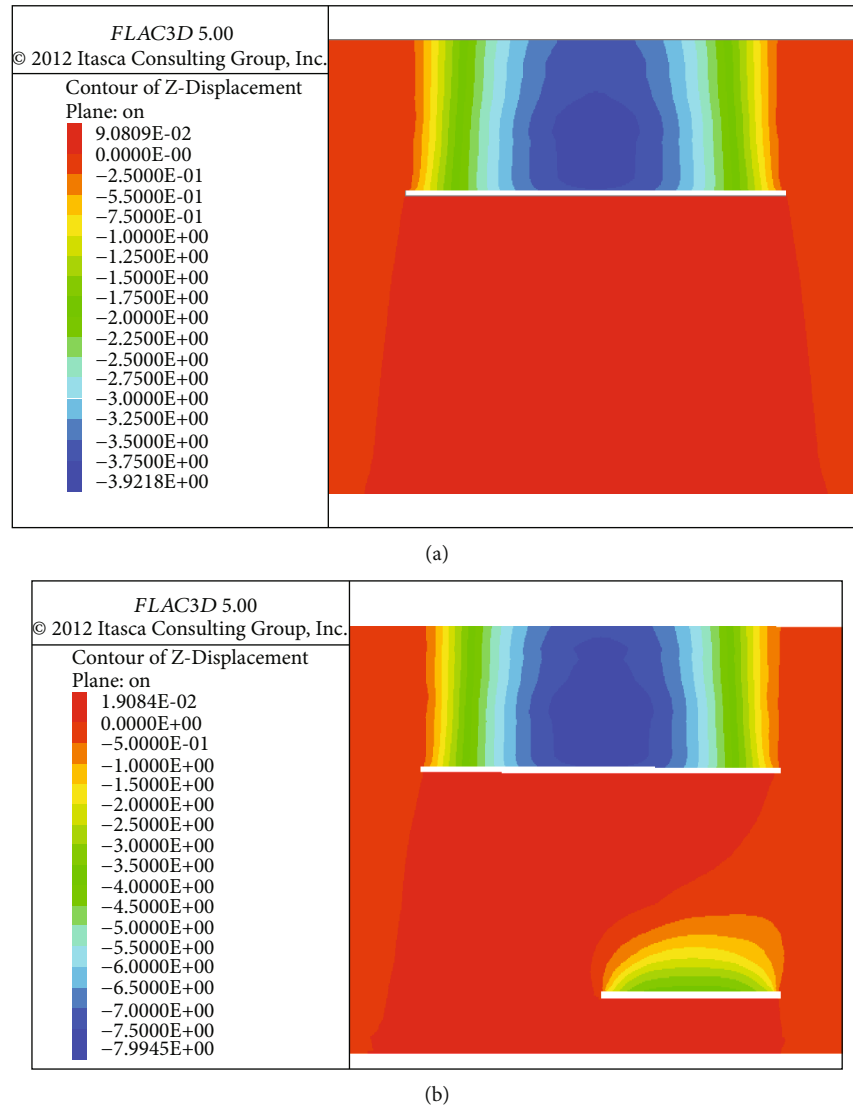 FLAC3D 5.00
© 2012 Itasca Consulting Group, Inc.
Contour of Z-Displacement
Plane: on
9.0809E-02
0.0000E-00
−2.5000E-01
−5.5000E-01
−7.5000E-01
−1.0000E+00
−1.2500E+00
−1.5000E+00
−1.7500E+00
−2.0000E+00
−2.2500E+00
−2.5000E+00
−2.7500E+00
−3.0000E+00
−3.2500E+00
−3.5000E+00
−3.7500E+00
−3.9218E+00
(a)
FLAC3D 5.00
© 2012 Itasca Consulting Group, Inc.
Contour of Z-Displacement
Plane: on
1.9084E-02
0.0000E+00
−5.0000E-01
−1.0000E+00
−1.5000E+00
−2.0000E+00
−2.5000E+00
−3.0000E+00
−3.5000E+00
−4.0000E+00
−4.5000E+00
−5.0000E+00
−5.5000E+00
−6.0000E+00
−6.5000E+00
−7.0000E+00
−7.5000E+00
−7.9945E+00
(b)